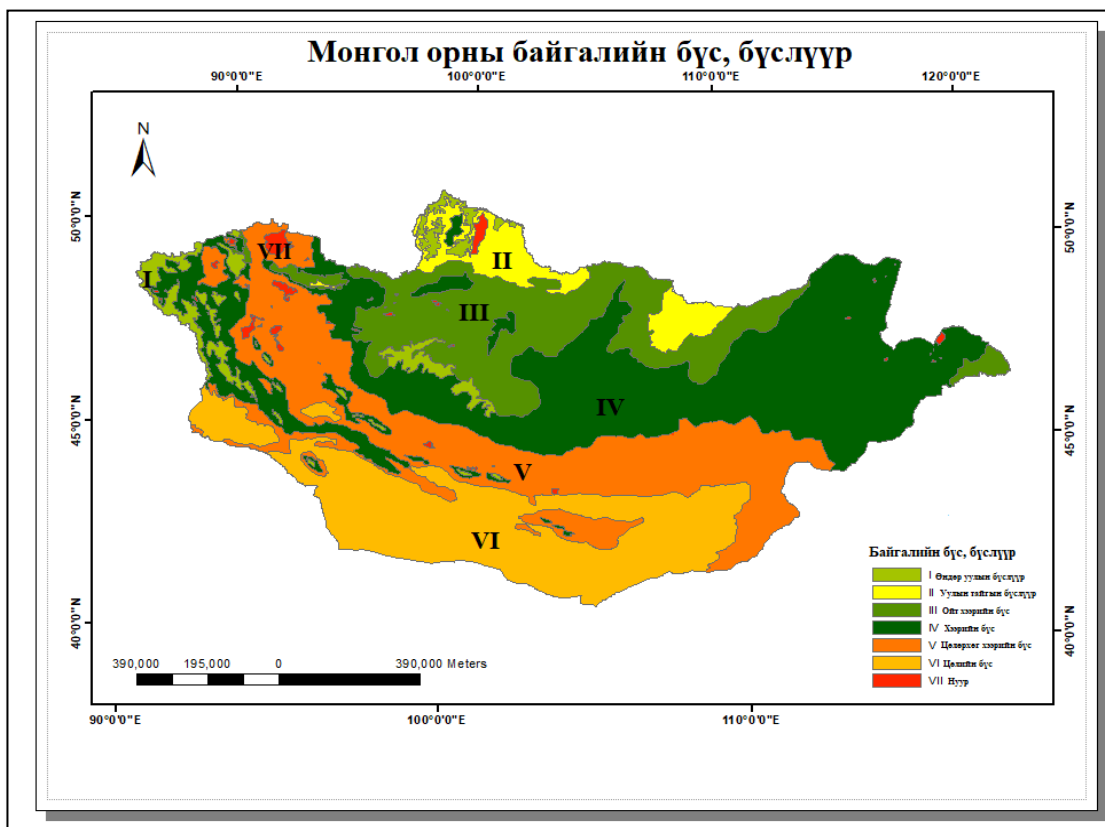 Монгол орны байгалийн бүс, бүслүүр
90°0'0"E 100°0'0"E 110°0'0"E 120°0'0"E
N
50°0'0"N
50°0'0"N
VII
I
II
III
IV
45°0'0"N
45°0'0"N
V
VI
Байгалийн бүс, бүслүүр
I Өндөр уулын бүслүүр
II Уулын тайгын бүслүүр
III Ойт хээрийн бүс
IV Хээрийн бүс
V Цөлөрхөг хээрийн бүс
VI Цөлийн бүс
VII Нуур
40°0'0"N
40°0'0"N
390,000 195,000 0 390,000 Meters
90°0'0"E 100°0'0"E 110°0'0"E